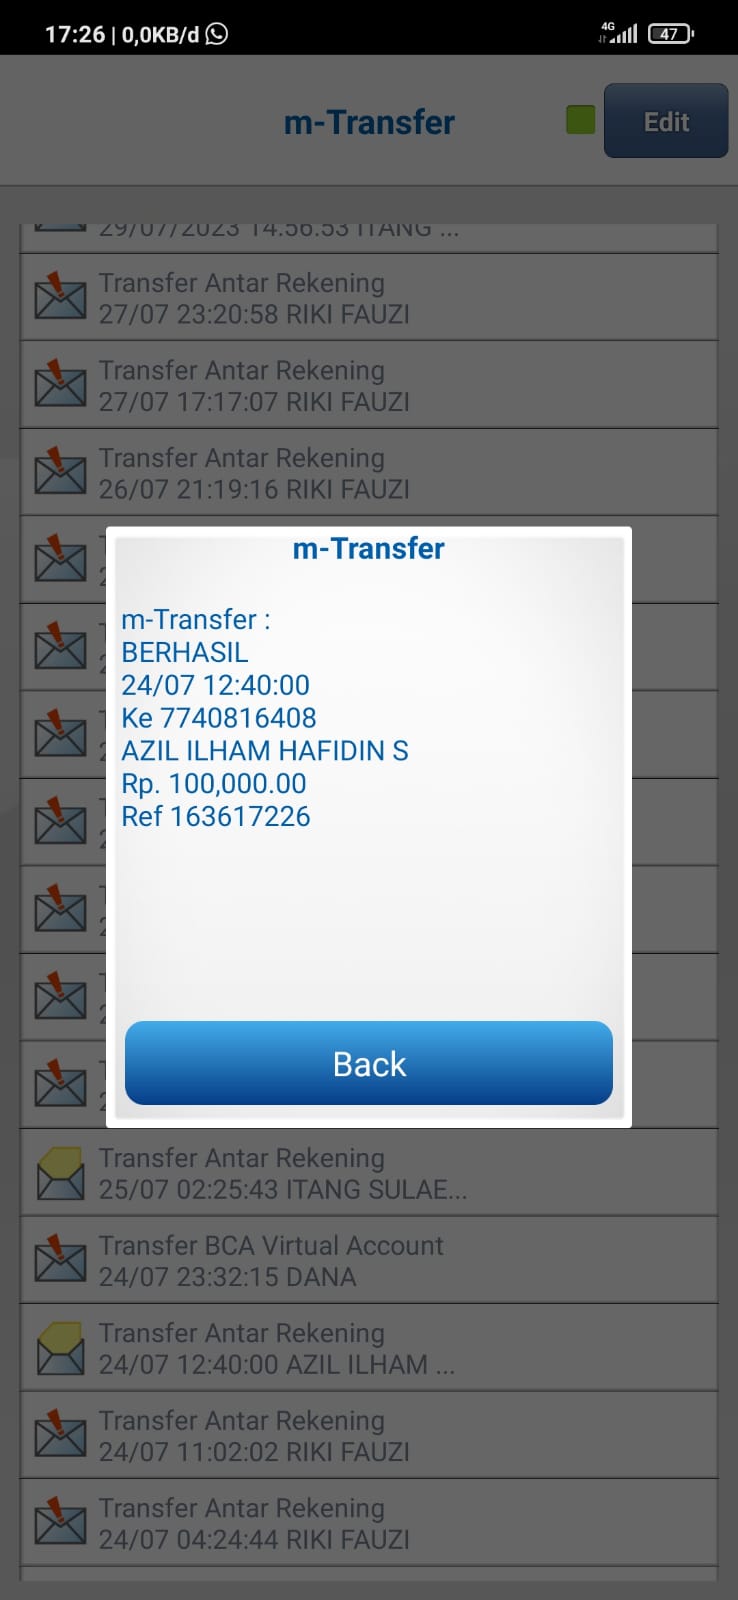 17:26 | 0,0KB/d
4G
47
m-Transfer
Edit
29/07/2023 14:56:53 ITANG ...
Transfer Antar Rekening
27/07 23:20:58 RIKI FAUZI
Transfer Antar Rekening
27/07 17:17:07 RIKI FAUZI
Transfer Antar Rekening
26/07 21:19:16 RIKI FAUZI
m-Transfer
m-Transfer :
BERHASIL
24/07 12:40:00
Ke 7740816408
AZIL ILHAM HAFIDIN S
Rp. 100,000.00
Ref 163617226
Back
Transfer Antar Rekening
25/07 02:25:43 ITANG SULAE...
Transfer BCA Virtual Account
24/07 23:32:15 DANA
Transfer Antar Rekening
24/07 12:40:00 AZIL ILHAM ...
Transfer Antar Rekening
24/07 11:02:02 RIKI FAUZI
Transfer Antar Rekening
24/07 04:24:44 RIKI FAUZI